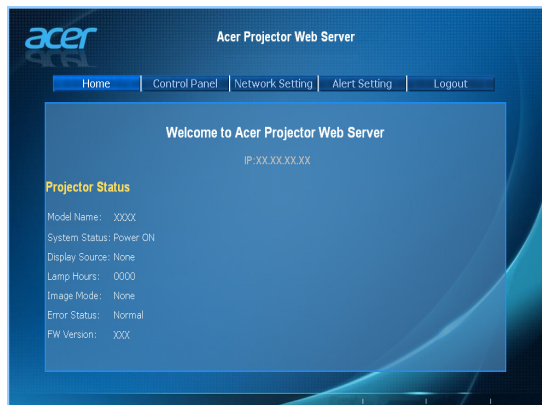 acer
Acer Projector Web Server
Home Control Panel Network Setting Alert Setting Logout
Welcome to Acer Projector Web Server
IP:XX.XX.XX.XX
Projector Status
Model Name: XXXX
System Status: Power ON
Display Source: None
Lamp Hours: 0000
Image Mode: None
Error Status: Normal
FW Version: XXX